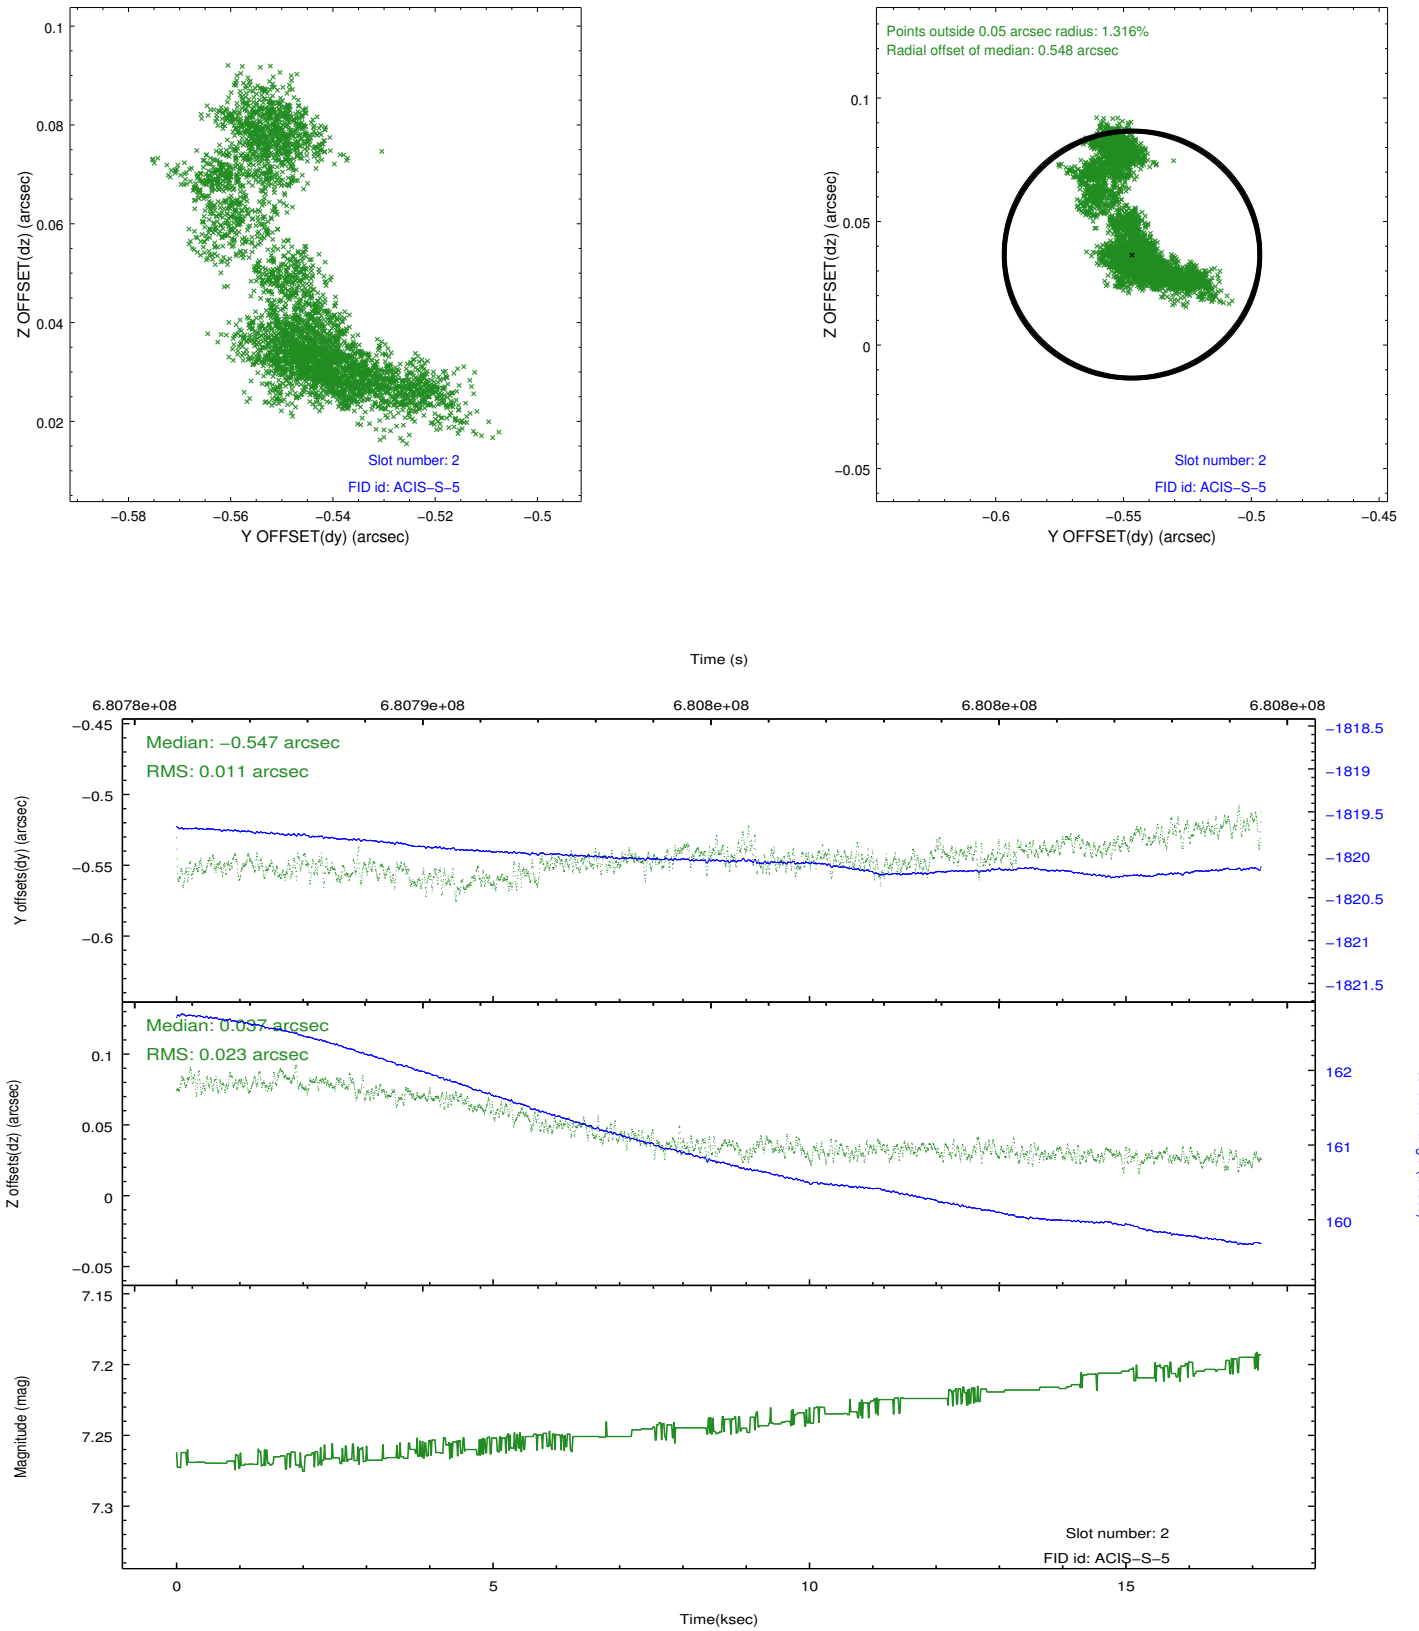 0.1
0.08
0.06
0.04
0.02
Z OFFSET(dz) (arcsec)
Slot number: 2
FID id: ACIS−S−5
−0.58 −0.56 −0.54 −0.52 −0.5
Y OFFSET(dy) (arcsec)
Points outside 0.05 arcsec radius: 1.316%
Radial offset of median: 0.548 arcsec
0.1
0.05
0
−0.05
Z OFFSET(dz) (arcsec)
Slot number: 2
FID id: ACIS−S−5
−0.6 −0.55 −0.5 −0.45
Y OFFSET(dy) (arcsec)
Time (s)
6.8078e+08 6.8079e+08 6.808e+08 6.808e+08 6.808e+08
Median: −0.547 arcsec
RMS: 0.011 arcsec
−0.45
−0.5
−0.55
−0.6
Y offsets(dy) (arcsec)
−1818.5
−1819
−1819.5
−1820
−1820.5
−1821
−1821.5
Median: 0.037 arcsec
RMS: 0.023 arcsec
0.1
0.05
0
−0.05
Z offsets(dz) (arcsec)
162
161
160
7.15
7.2
7.25
7.3
Magnitude (mag)
Slot number: 2
FID id: ACIS−S−5
0 5 10 15
Time(ksec)